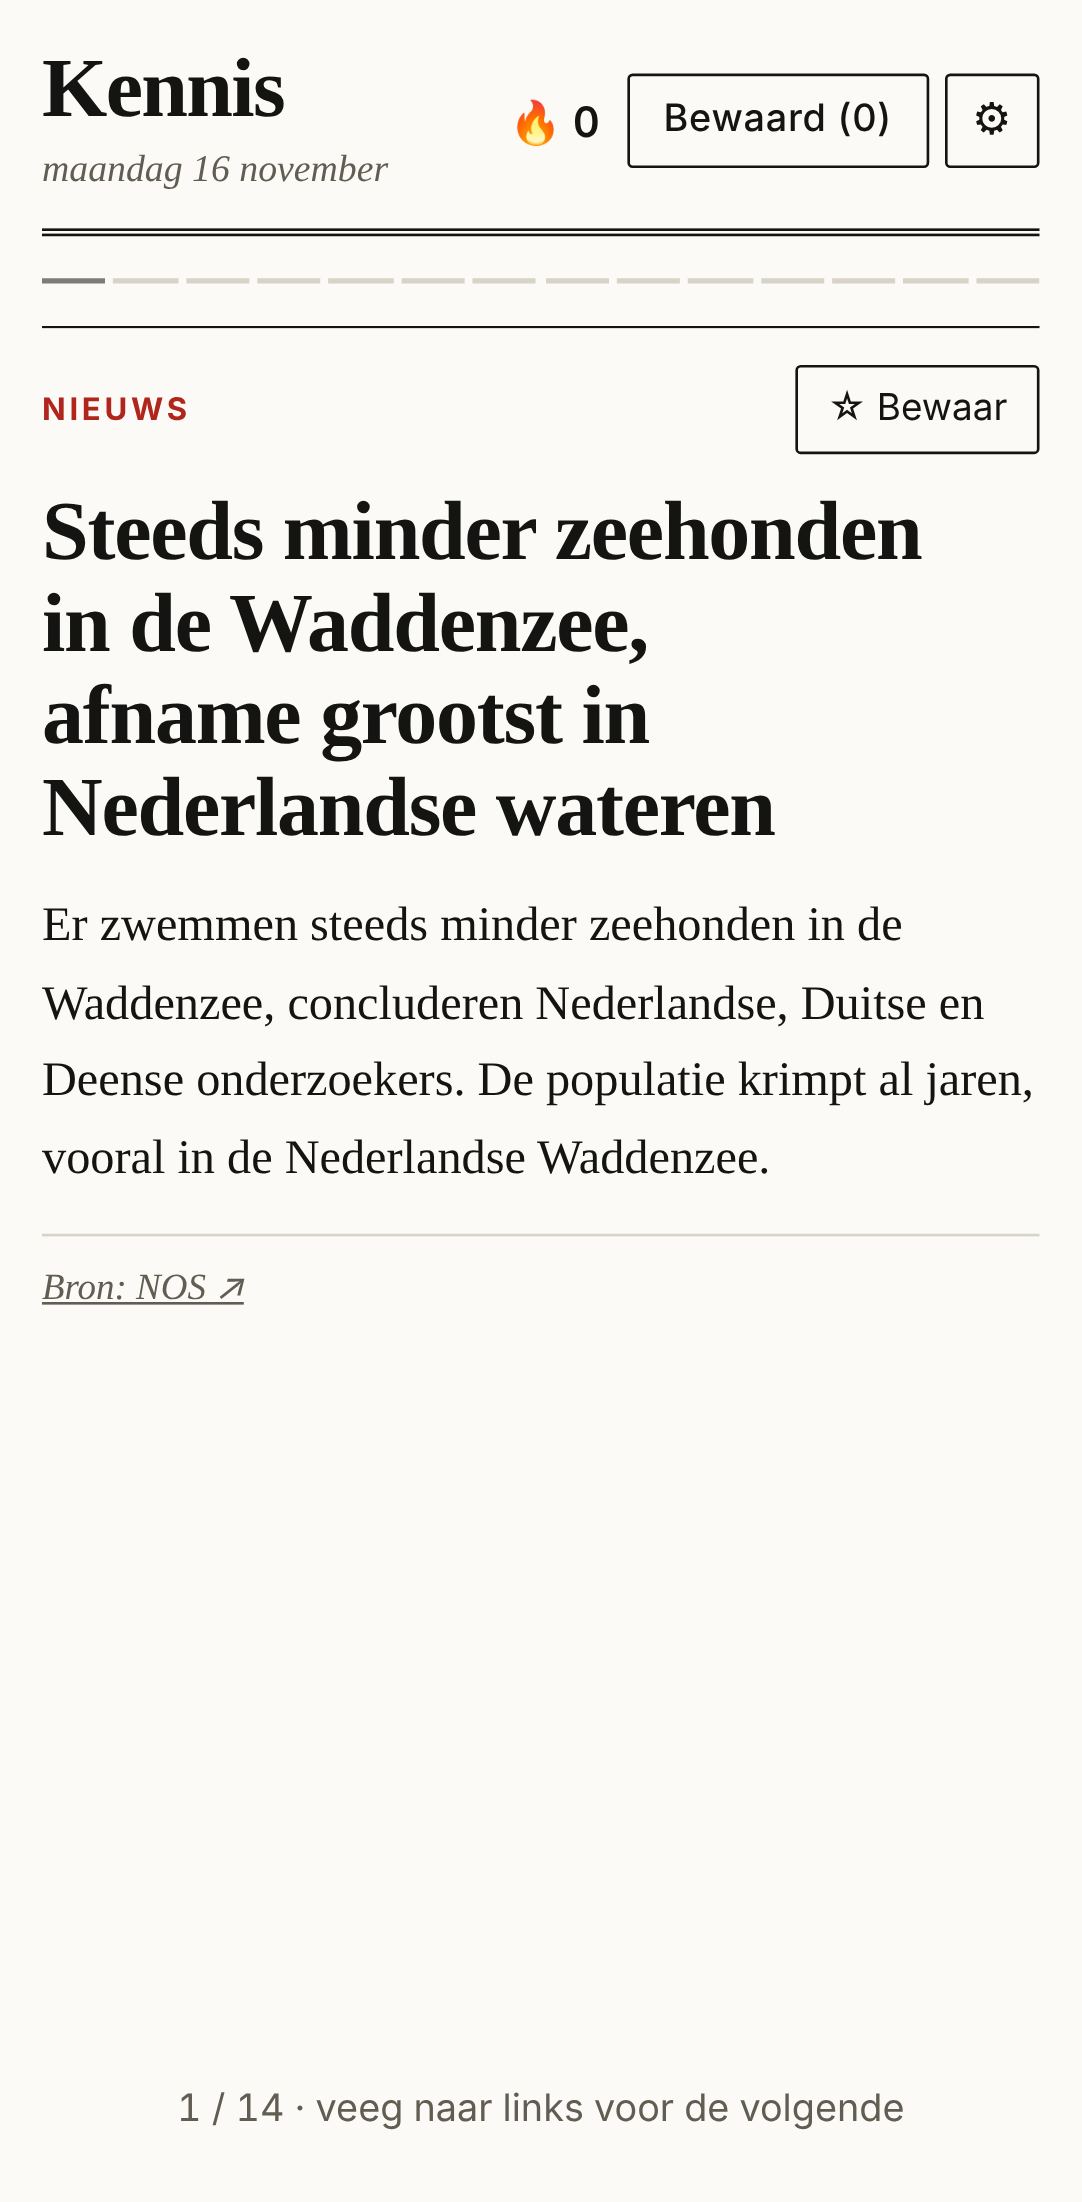 Kennis
maandag 16 november
🔥 0
Bewaard (0)
⚙
NIEUWS
☆ Bewaar
Steeds minder zeehonden
in de Waddenzee,
afname grootst in
Nederlandse wateren
Er zwemmen steeds minder zeehonden in de
Waddenzee, concluderen Nederlandse, Duitse en
Deense onderzoekers. De populatie krimpt al jaren,
vooral in de Nederlandse Waddenzee.
Bron: NOS ↗
1 / 14 · veeg naar links voor de volgende